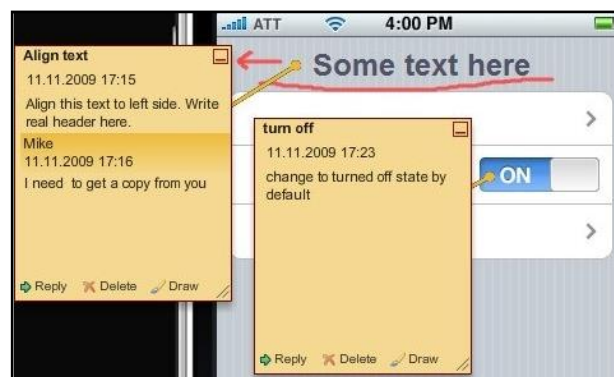 ATT 4:00 PM
Some text here
Align text
11.11.2009 17:15
Align this text to left side. Write
real header here.
Mike
11.11.2009 17:16
I need to get a copy from you
Reply Delete Draw
turn off
11.11.2009 17:23
change to turned off state by
default
Reply Delete Draw
ON